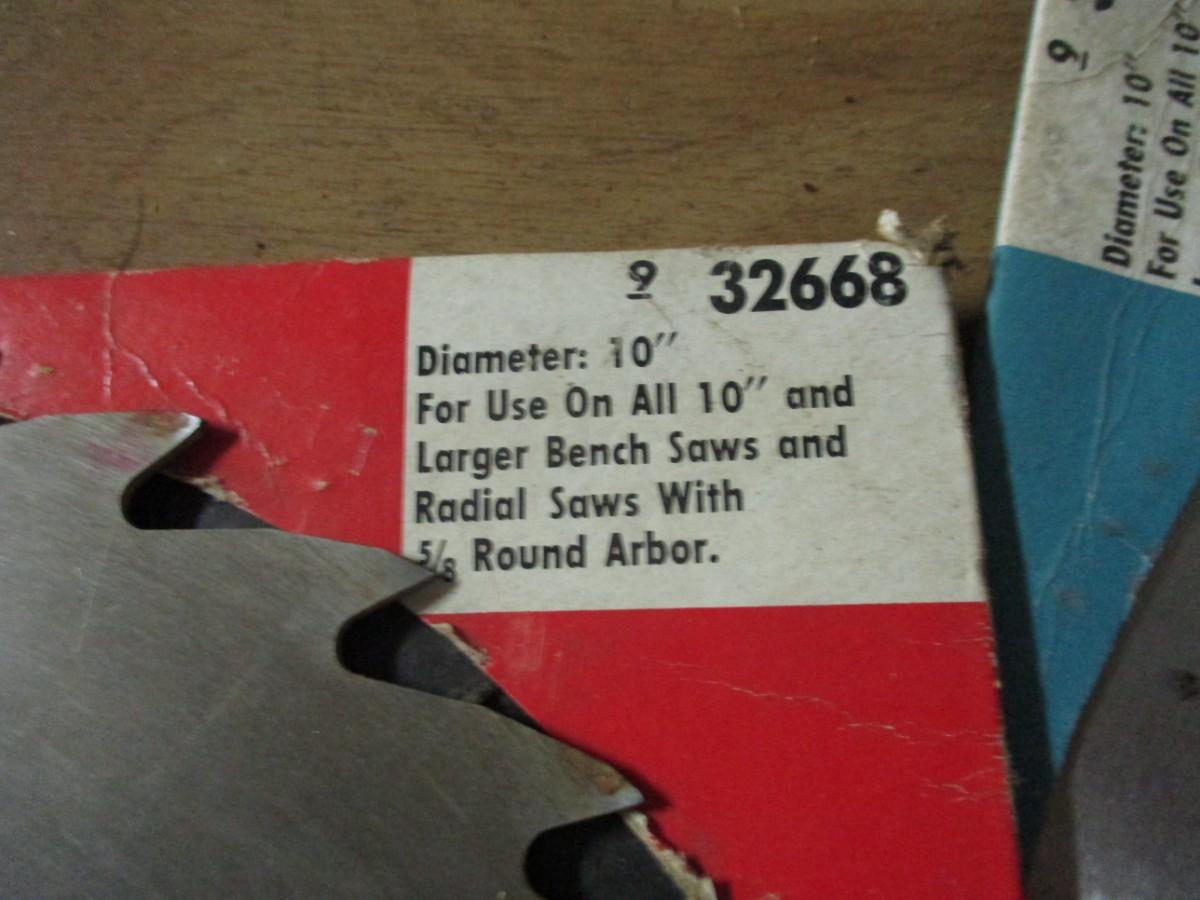 9 32668
Diameter: 10"
For Use On All 10" and
Larger Bench Saws and
Radial Saws With
5/8 Round Arbor.
9
Diameter: 10"
For Use On All 10"